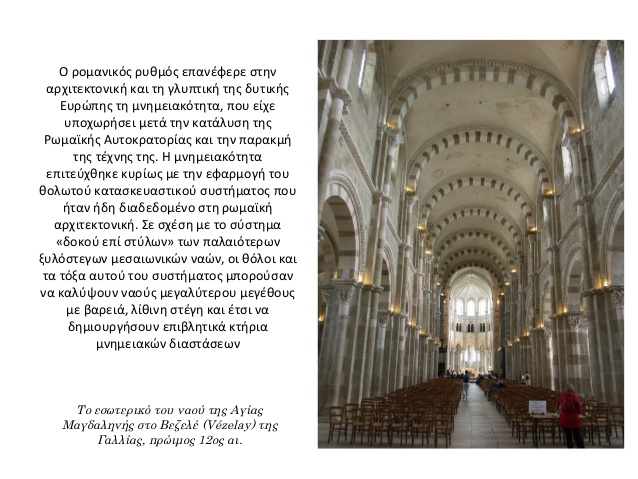 Ο ρομανικός ρυθμός επανέφερε στην
αρχιτεκτονική και τη γλυπτική της δυτικής
Ευρώπης τη μνημειακότητα, που είχε
υποχωρήσει μετά την κατάλυση της
Ρωμαϊκής Αυτοκρατορίας και την παρακμή
της τέχνης της. Η μνημειακότητα
επιτεύχθηκε κυρίως με την εφαρμογή του
θολωτού κατασκευαστικού συστήματος που
ήταν ήδη διαδεδομένο στη ρωμαϊκή
αρχιτεκτονική. Σε σχέση με το σύστημα
«δοκού επί στύλων» των παλαιότερων
ξυλόστεγων μεσαιωνικών ναών, οι θόλοι και
τα τόξα αυτού του συστήματος μπορούσαν
να καλύψουν ναούς μεγαλύτερου μεγέθους
με βαρειά, λίθινη στέγη και έτσι να
δημιουργήσουν επιβλητικά κτήρια
μνημειακών διαστάσεων
Το εσωτερικό του ναού της Αγίας
Μαγδαληνής στο Βεζελέ (Vézelay) της
Γαλλίας, πρώιμος 12ος αι.